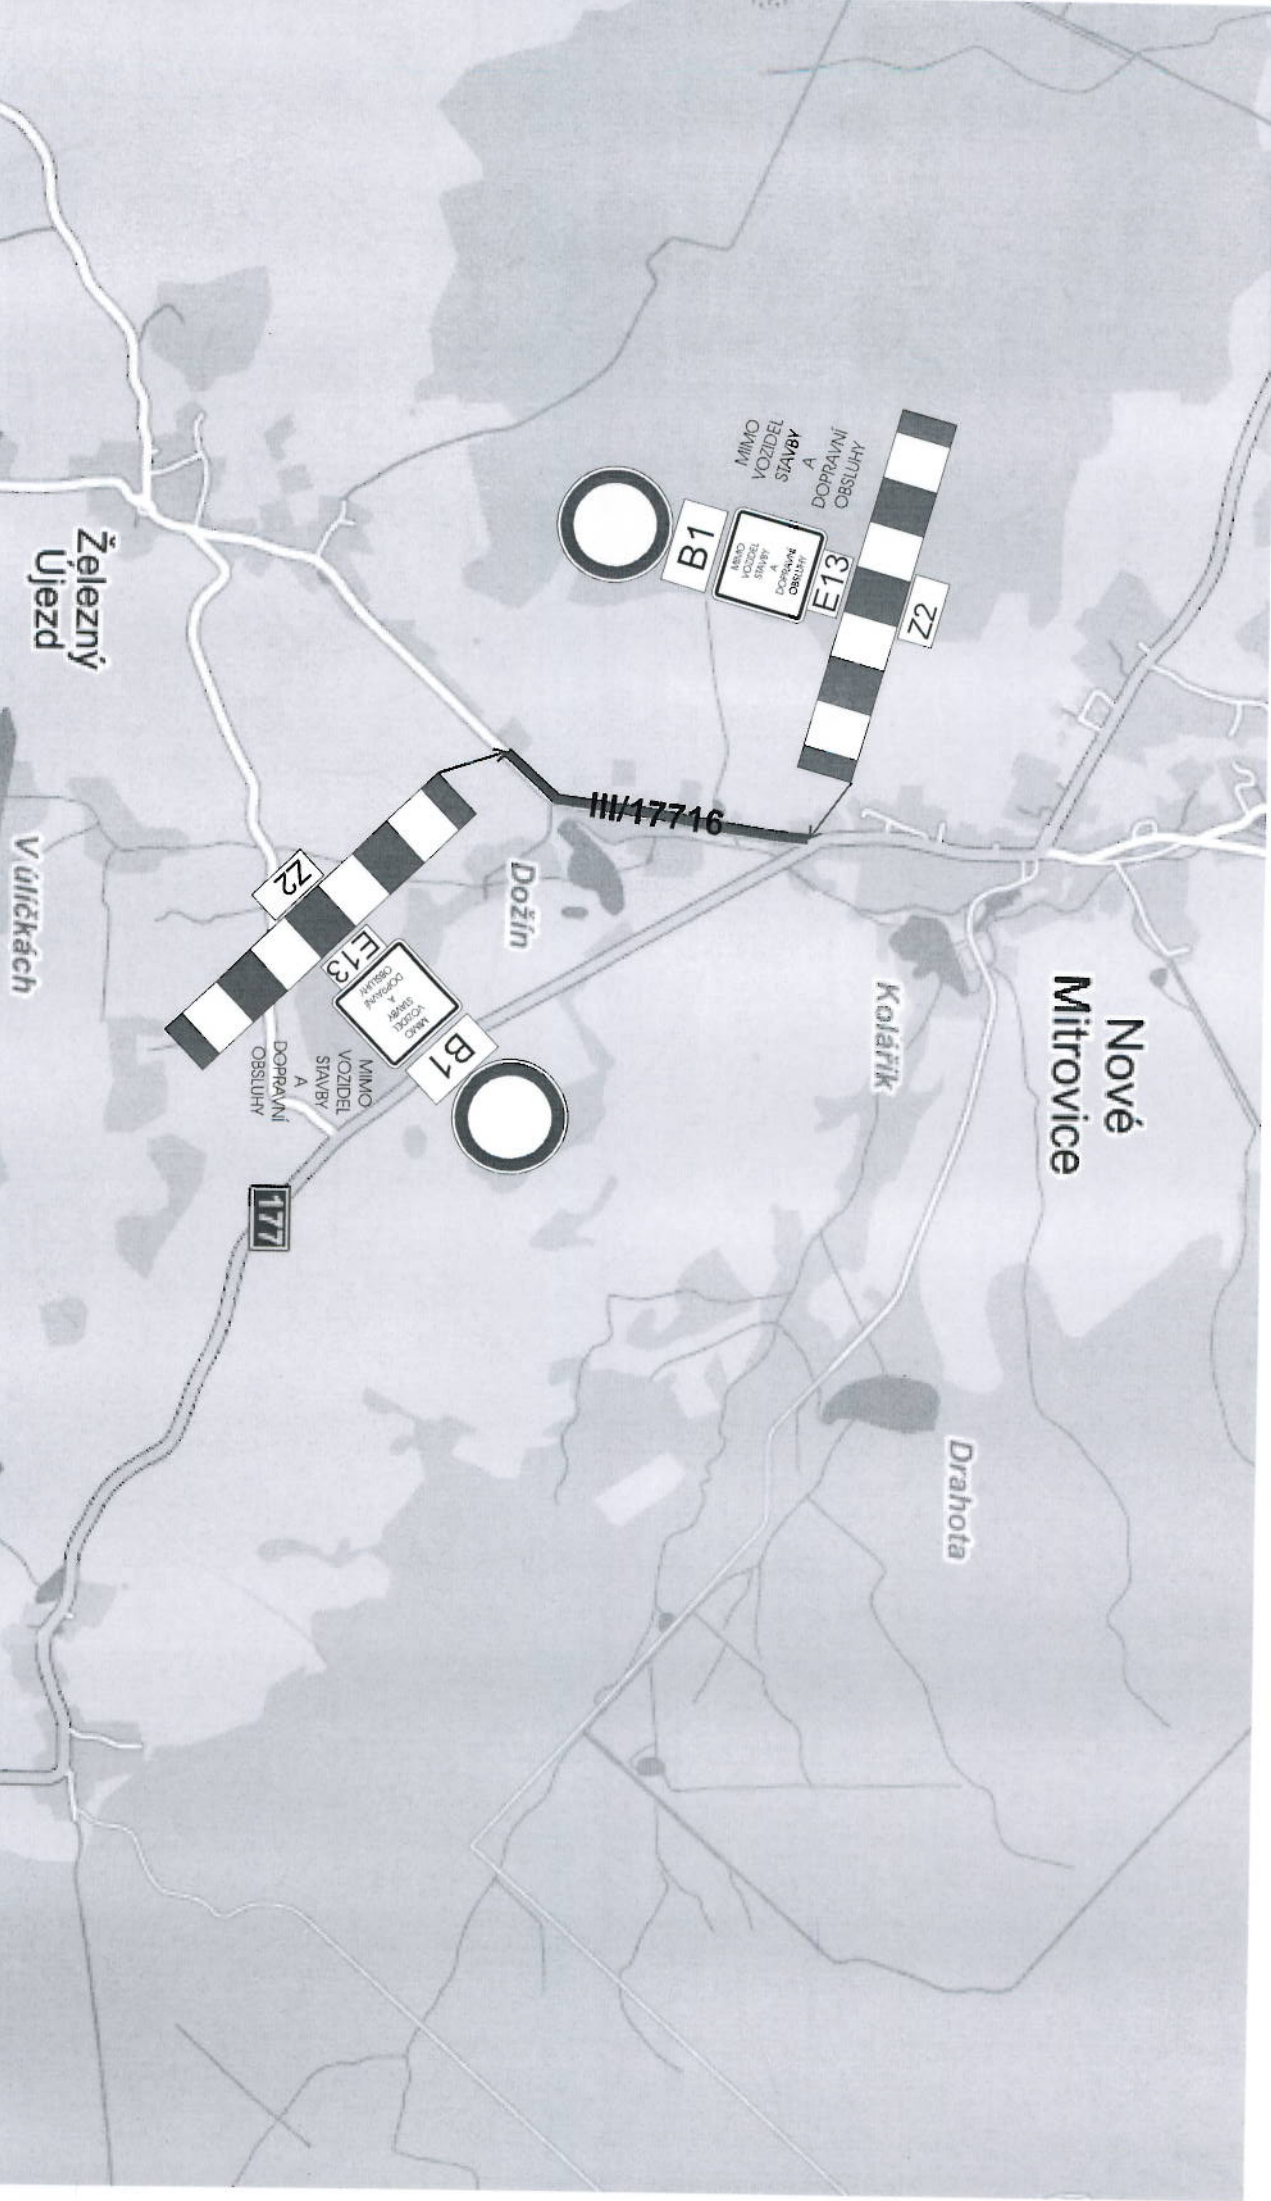 Nové
Mitrovice
Drahota
Kolářík
Z2
E13
MIMO
VOZIDEL
STAVBY
A
DOPRAVNÍ
OBSLUHY
MIMO
VOZIDEL
STAVBY
A
DOPRAVNÍ
OBSLUHY
B1
III/17716
Dožín
B1
MIMO
VOZIDEL
STAVBY
A
DOPRAVNÍ
OBSLUHY
E13
Z2
MIMO
VOZIDEL
STAVBY
A
DOPRAVNÍ
OBSLUHY
177
Železný
Újezd
Vůlíčkách